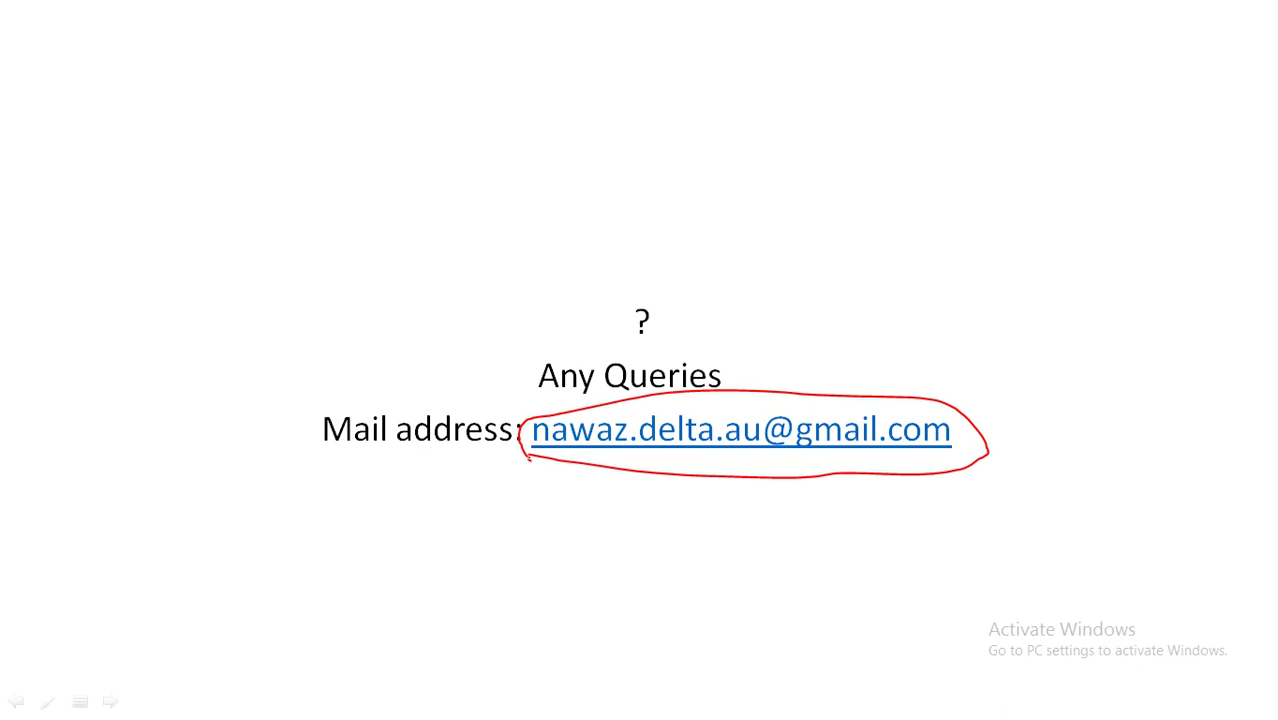 ?
Any Queries
Mail address: nawaz.delta.au@gmail.com
Activate Windows
Go to PC settings to activate Windows.